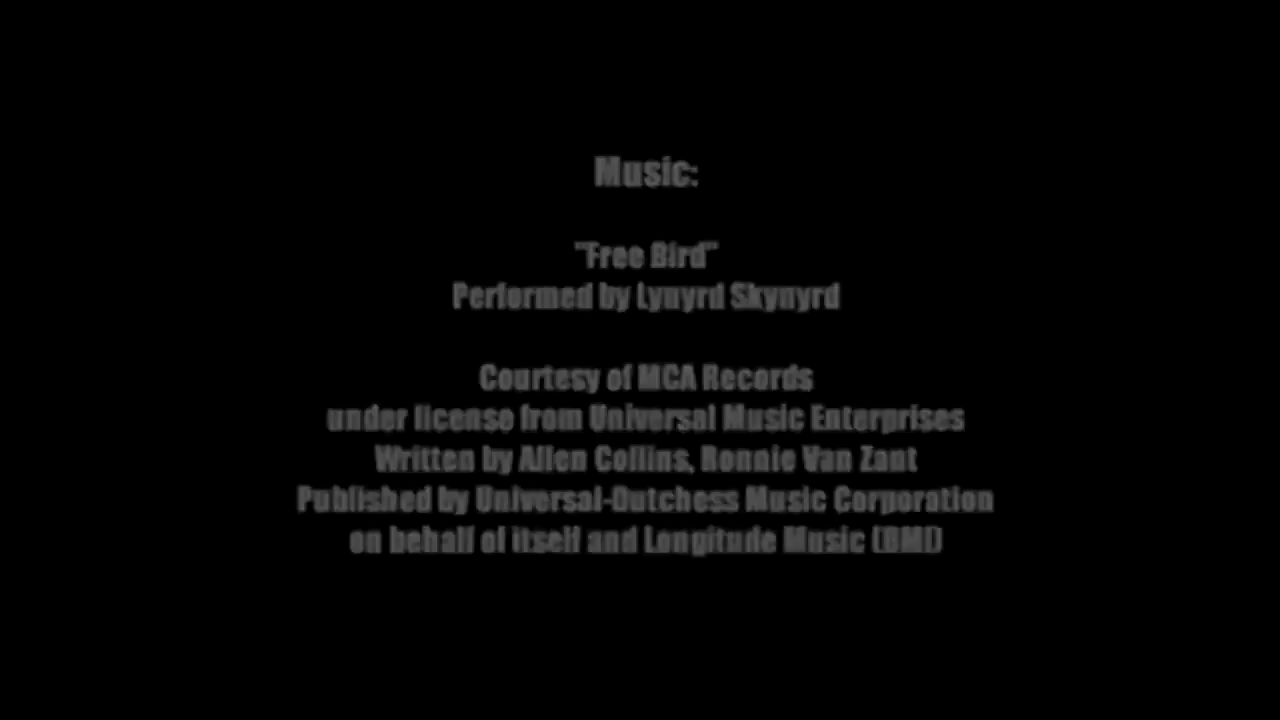 Music:
"Free Bird"
Performed by Lynyrd Skynyrd
Courtesy of MCA Records
under license from Universal Music Enterprises
Written by Allen Collins, Ronnie Van Zant
Published by Universal-Dutchess Music Corporation
on behalf of itself and Longitude Music (BMI)